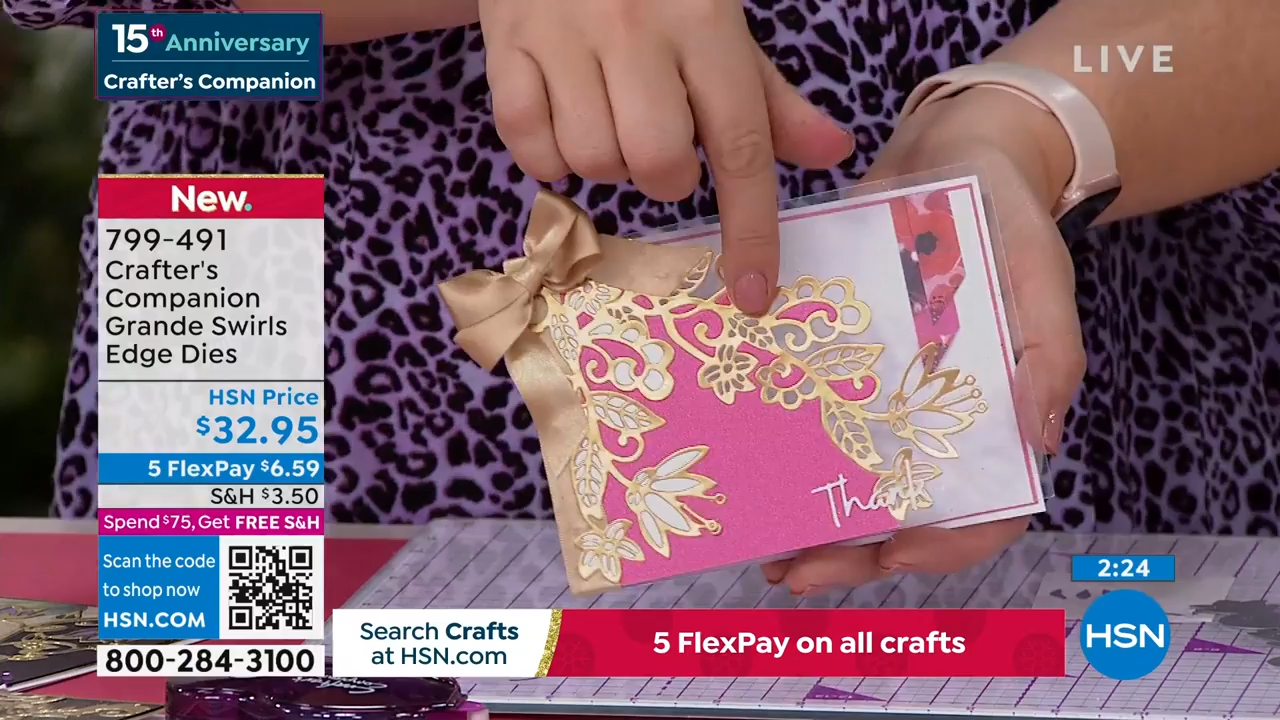 15th Anniversary
Crafter's Companion
LIVE
New.
799-491
Crafter's
Companion
Grande Swirls
Edge Dies
HSN Price
$32.95
5 FlexPay $6.59
S&H $3.50
Spend $75, Get FREE S&H
Scan the code
to shop now
HSN.COM
800-284-3100
Thank
Search Crafts
at HSN.com
5 FlexPay on all crafts
2:24
HSN